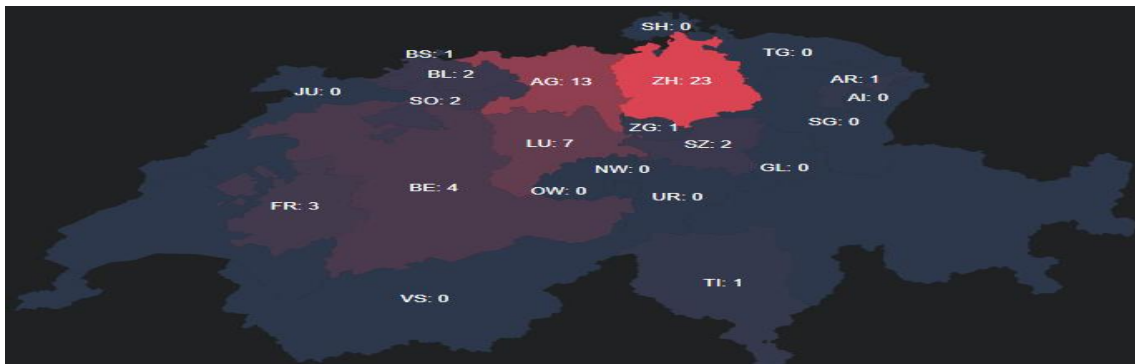 SH: 0
BS: 1
TG: 0
BL: 2
AG: 13
ZH: 23
AR: 1
JU: 0
SO: 2
AI: 0
ZG: 1
SG: 0
LU: 7
SZ: 2
NW: 0
GL: 0
BE: 4
OW: 0
UR: 0
FR: 3
TI: 1
VS: 0